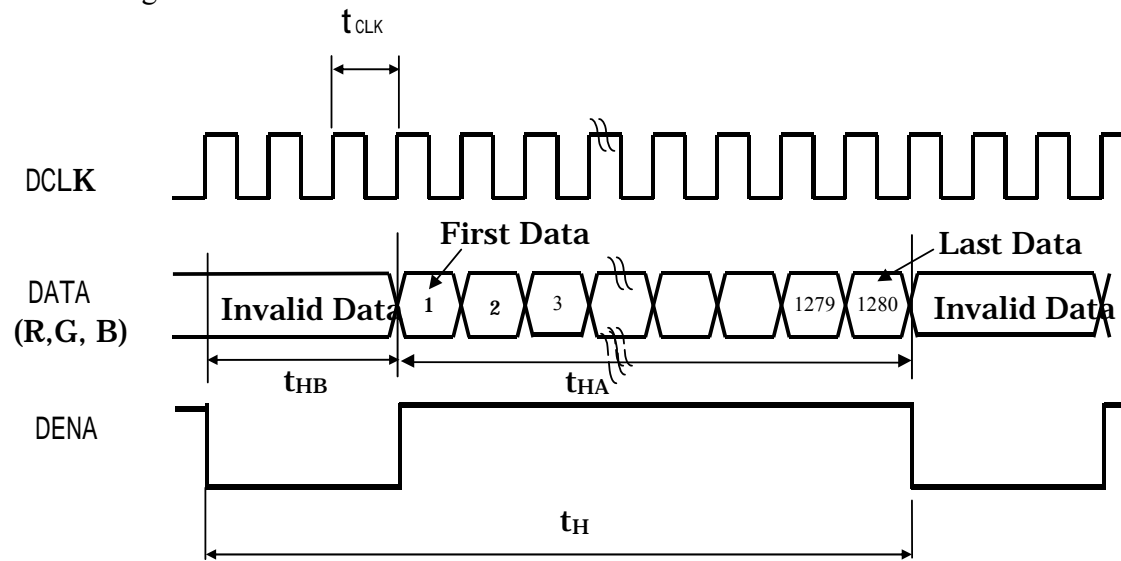 t CLK
DCLK
First Data
Last Data
DATA
(R,G, B)
Invalid Data
1
2
3
1279
1280
Invalid Data
tHB
tHA
DENA
tH